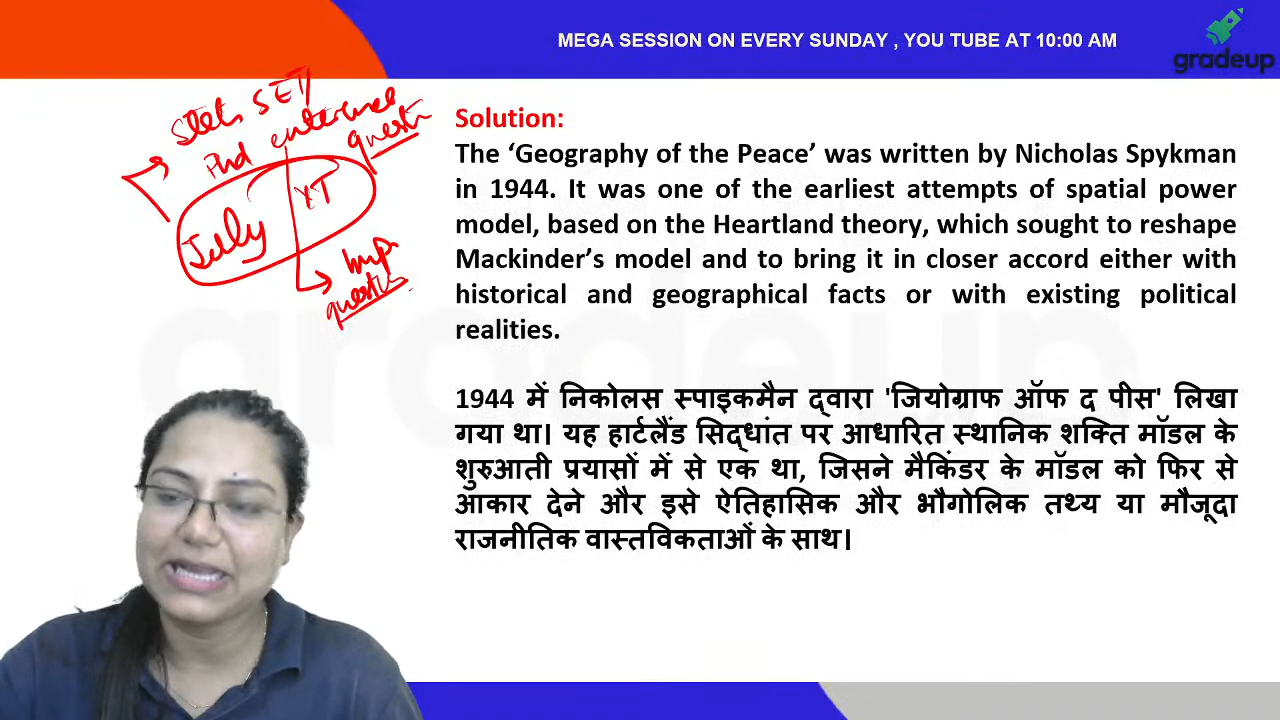 MEGA SESSION ON EVERY SUNDAY , YOU TUBE AT 10:00 AM
gradeup
State SET/
Phd entrance
questn
July YT
Imp.
questns
Solution:
The ‘Geography of the Peace’ was written by Nicholas Spykman
in 1944. It was one of the earliest attempts of spatial power
model, based on the Heartland theory, which sought to reshape
Mackinder’s model and to bring it in closer accord either with
historical and geographical facts or with existing political
realities.
1944 में निकोलस स्पाइकमैन द्वारा 'जियोग्राफ ऑफ द पीस' लिखा
गया था। यह हार्टलैंड सिद्धांत पर आधारित स्थानिक शक्ति मॉडल के
शुरुआती प्रयासों में से एक था, जिसने मैकिंडर के मॉडल को फिर से
आकार देने और इसे ऐतिहासिक और भौगोलिक तथ्य या मौजूदा
राजनीतिक वास्तविकताओं के साथ।
gradeup